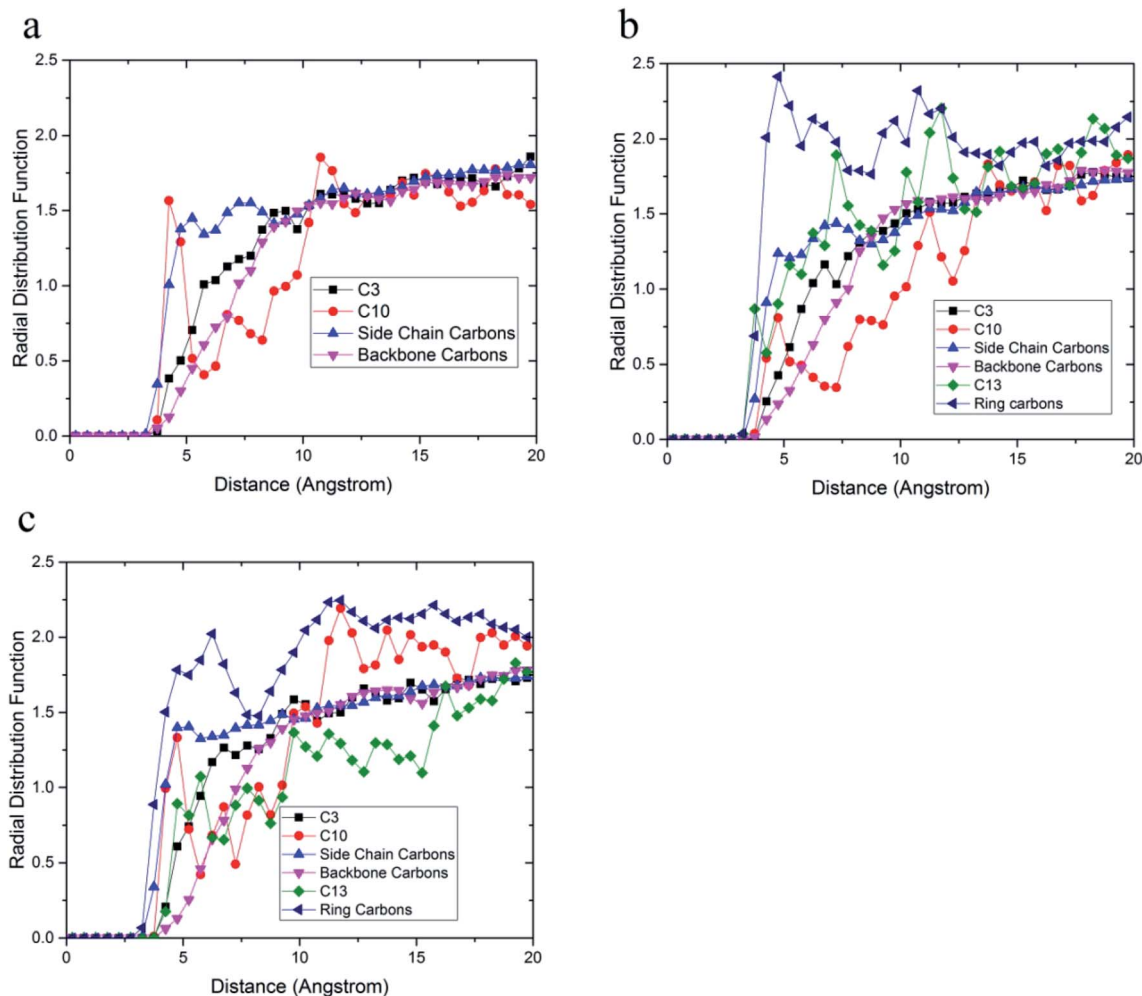 a
2.5
2.0
1.5
1.0
0.5
0.0
0 5 10 15 20
Radial Distribution Function
Distance (Angstrom)
C3
C10
Side Chain Carbons
Backbone Carbons
b
2.5
2.0
1.5
1.0
0.5
0.0
0 5 10 15 20
Radial Distribution Function
Distance (Angstrom)
C3
C10
Side Chain Carbons
Backbone Carbons
C13
Ring carbons
c
2.5
2.0
1.5
1.0
0.5
0.0
0 5 10 15 20
Radial Distribution Function
Distance (Angstrom)
C3
C10
Side Chain Carbons
Backbone Carbons
C13
Ring Carbons